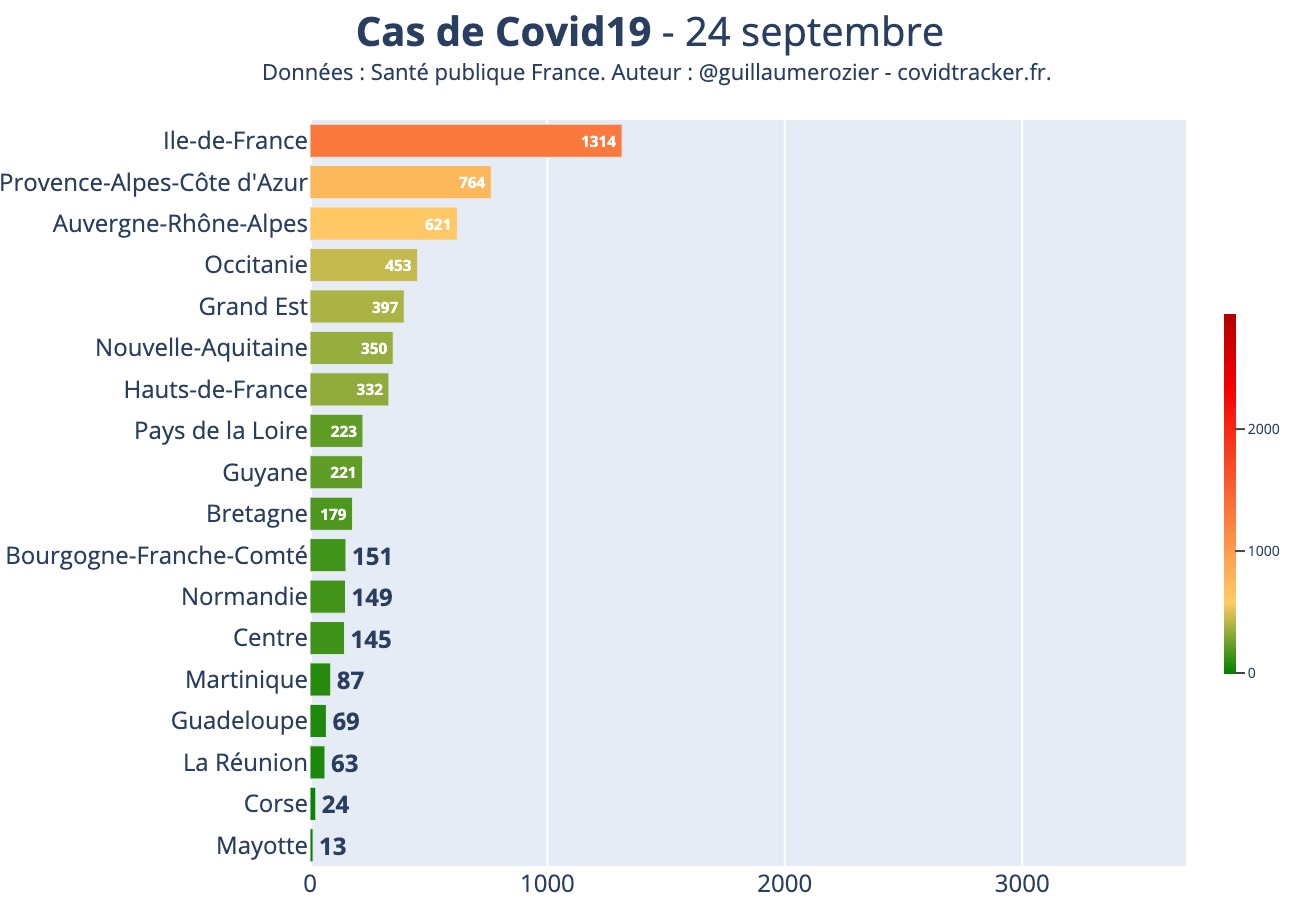 Cas de Covid19 - 24 septembre
Données : Santé publique France. Auteur : @guillaumerozier - covidtracker.fr.
Ile-de-France 1314
Provence-Alpes-Côte d'Azur 764
Auvergne-Rhône-Alpes 621
Occitanie 453
Grand Est 397
Nouvelle-Aquitaine 350
Hauts-de-France 332
Pays de la Loire 223
Guyane 221
Bretagne 179
Bourgogne-Franche-Comté 151
Normandie 149
Centre 145
Martinique 87
Guadeloupe 69
La Réunion 63
Corse 24
Mayotte 13
0 1000 2000 3000
2000
1000
0